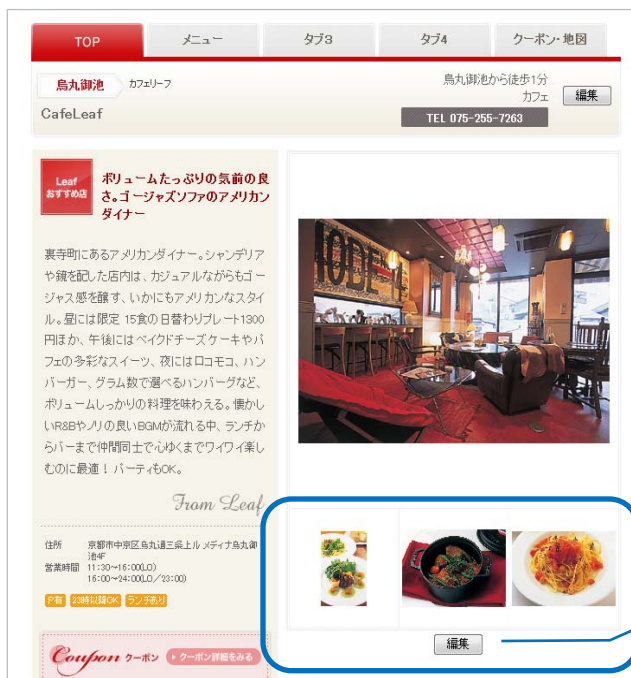 TOP
メニュー
タブ3
タブ4
クーポン・地図
烏丸御池 カフェリーフ
CafeLeaf
烏丸御池から徒歩1分
カフェ
編集
TEL 075-255-7263
Leaf
おすすめ店
ボリュームたっぷりの気前の良
さ。ゴージャズソファのアメリカン
ダイナー
裏寺町にあるアメリカンダイナー。シャンデリア
や鏡を配した店内は、カジュアルながらもゴー
ジャス感を醸す、いかにもアメリカンなスタイ
ル。昼には限定 15食の日替わりプレート1300
円ほか、午後にはベイクドチーズケーキやパ
フェの多彩なスイーツ、夜にはロコモコ、ハン
バーガー、グラム数で選べるハンバーグなど、
ボリュームしっかりの料理を味わえる。懐かし
いR&Bやノリの良いBGMが流れる中、ランチか
らバーまで仲間同士で心ゆくまでワイワイ楽し
むのに最適！ パーティもOK。
From Leaf
住所 京都市中京区烏丸通三条上ル メディナ烏丸御
池4F
営業時間 11:30～16:00(LO)
16:00～24:00(LO／23:00)
P有 23時以降OK ランチあり
Coupon クーポン クーポン詳細をみる
MODE
編集